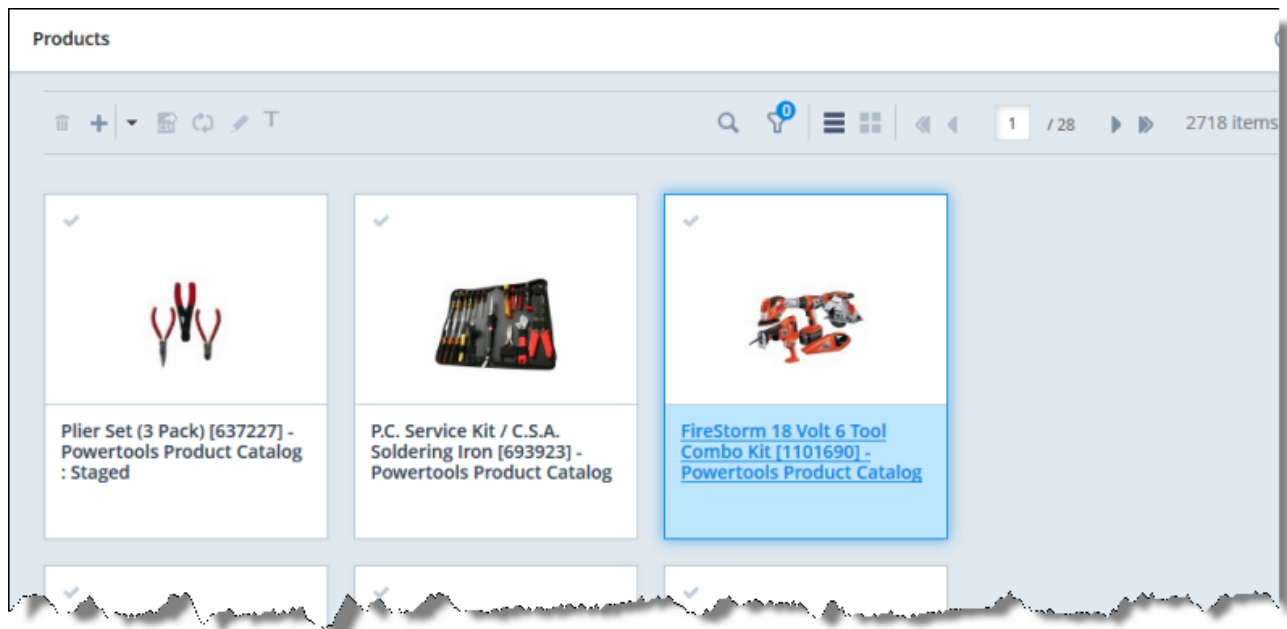 Products
0
1 / 28 2718 items
Plier Set (3 Pack) [637227] -
Powertools Product Catalog
: Staged
P.C. Service Kit / C.S.A.
Soldering Iron [693923] -
Powertools Product Catalog
FireStorm 18 Volt 6 Tool
Combo Kit [1101690] -
Powertools Product Catalog